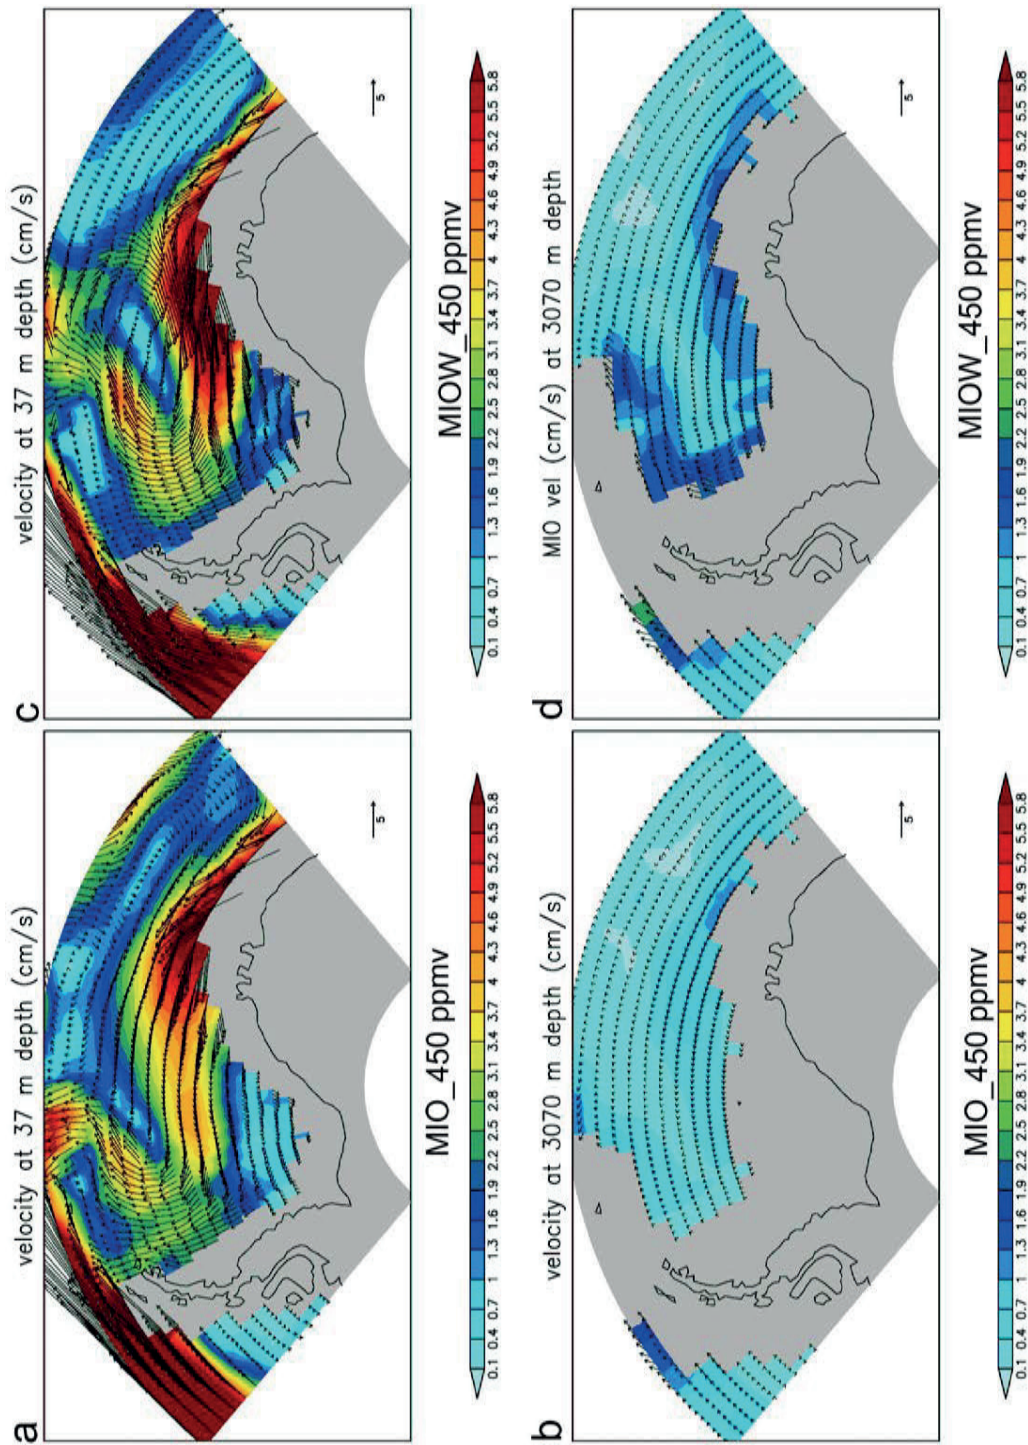 a
velocity at 37 m depth (cm/s)
5
0.1 0.4 0.7 1 1.3 1.6 1.9 2.2 2.5 2.8 3.1 3.4 3.7 4 4.3 4.6 4.9 5.2 5.5 5.8
MIO_450 ppmv
c
velocity at 37 m depth (cm/s)
5
0.1 0.4 0.7 1 1.3 1.6 1.9 2.2 2.5 2.8 3.1 3.4 3.7 4 4.3 4.6 4.9 5.2 5.5 5.8
MIOW_450 ppmv
b
velocity at 3070 m depth (cm/s)
5
0.1 0.4 0.7 1 1.3 1.6 1.9 2.2 2.5 2.8 3.1 3.4 3.7 4 4.3 4.6 4.9 5.2 5.5 5.8
MIO_450 ppmv
d
MIO vel (cm/s) at 3070 m depth
5
0.1 0.4 0.7 1 1.3 1.6 1.9 2.2 2.5 2.8 3.1 3.4 3.7 4 4.3 4.6 4.9 5.2 5.5 5.8
MIOW_450 ppmv